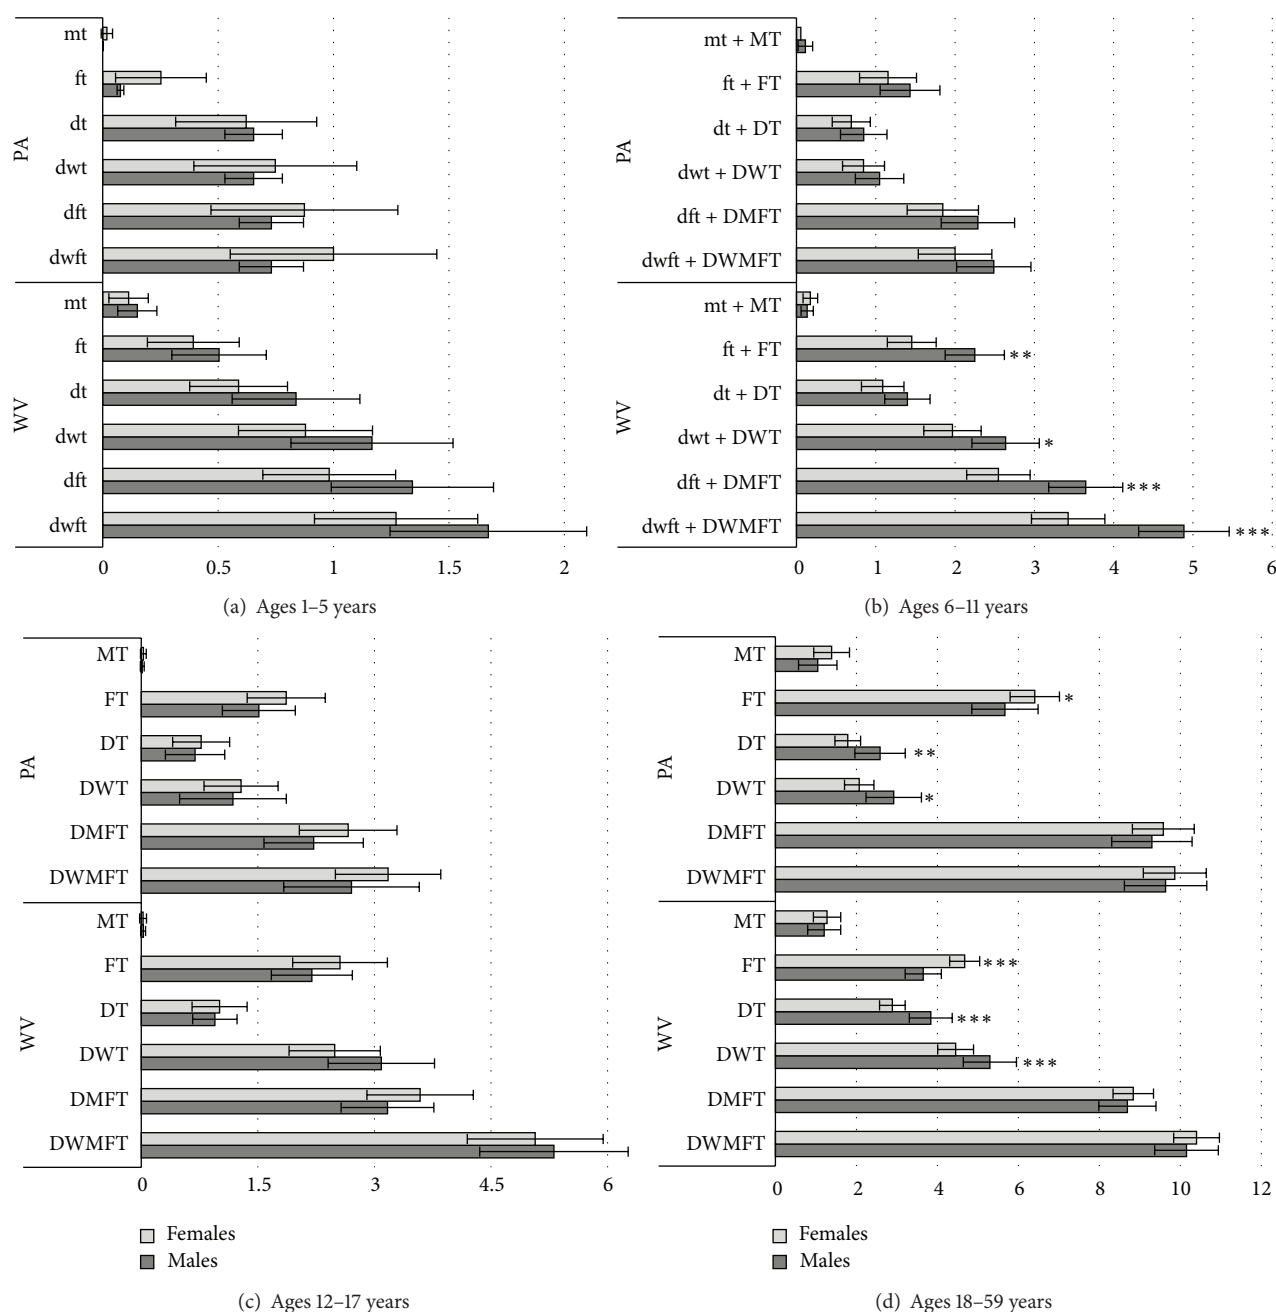 PA
mt
ft
dt
dwt
dft
dwft
WV
mt
ft
dt
dwt
dft
dwft
0 0.5 1 1.5 2
(a) Ages 1–5 years
PA
mt + MT
ft + FT
dt + DT
dwt + DWT
dft + DMFT
dwft + DWMFT
WV
mt + MT
ft + FT **
dt + DT
dwt + DWT *
dft + DMFT ***
dwft + DWMFT ***
0 1 2 3 4 5 6
(b) Ages 6–11 years
PA
MT
FT
DT
DWT
DMFT
DWMFT
WV
MT
FT
DT
DWT
DMFT
DWMFT
0 1.5 3 4.5 6
Females
Males
(c) Ages 12–17 years
PA
MT
FT *
DT **
DWT *
DMFT
DWMFT
WV
MT
FT ***
DT ***
DWT ***
DMFT
DWMFT
0 2 4 6 8 10 12
Females
Males
(d) Ages 18–59 years